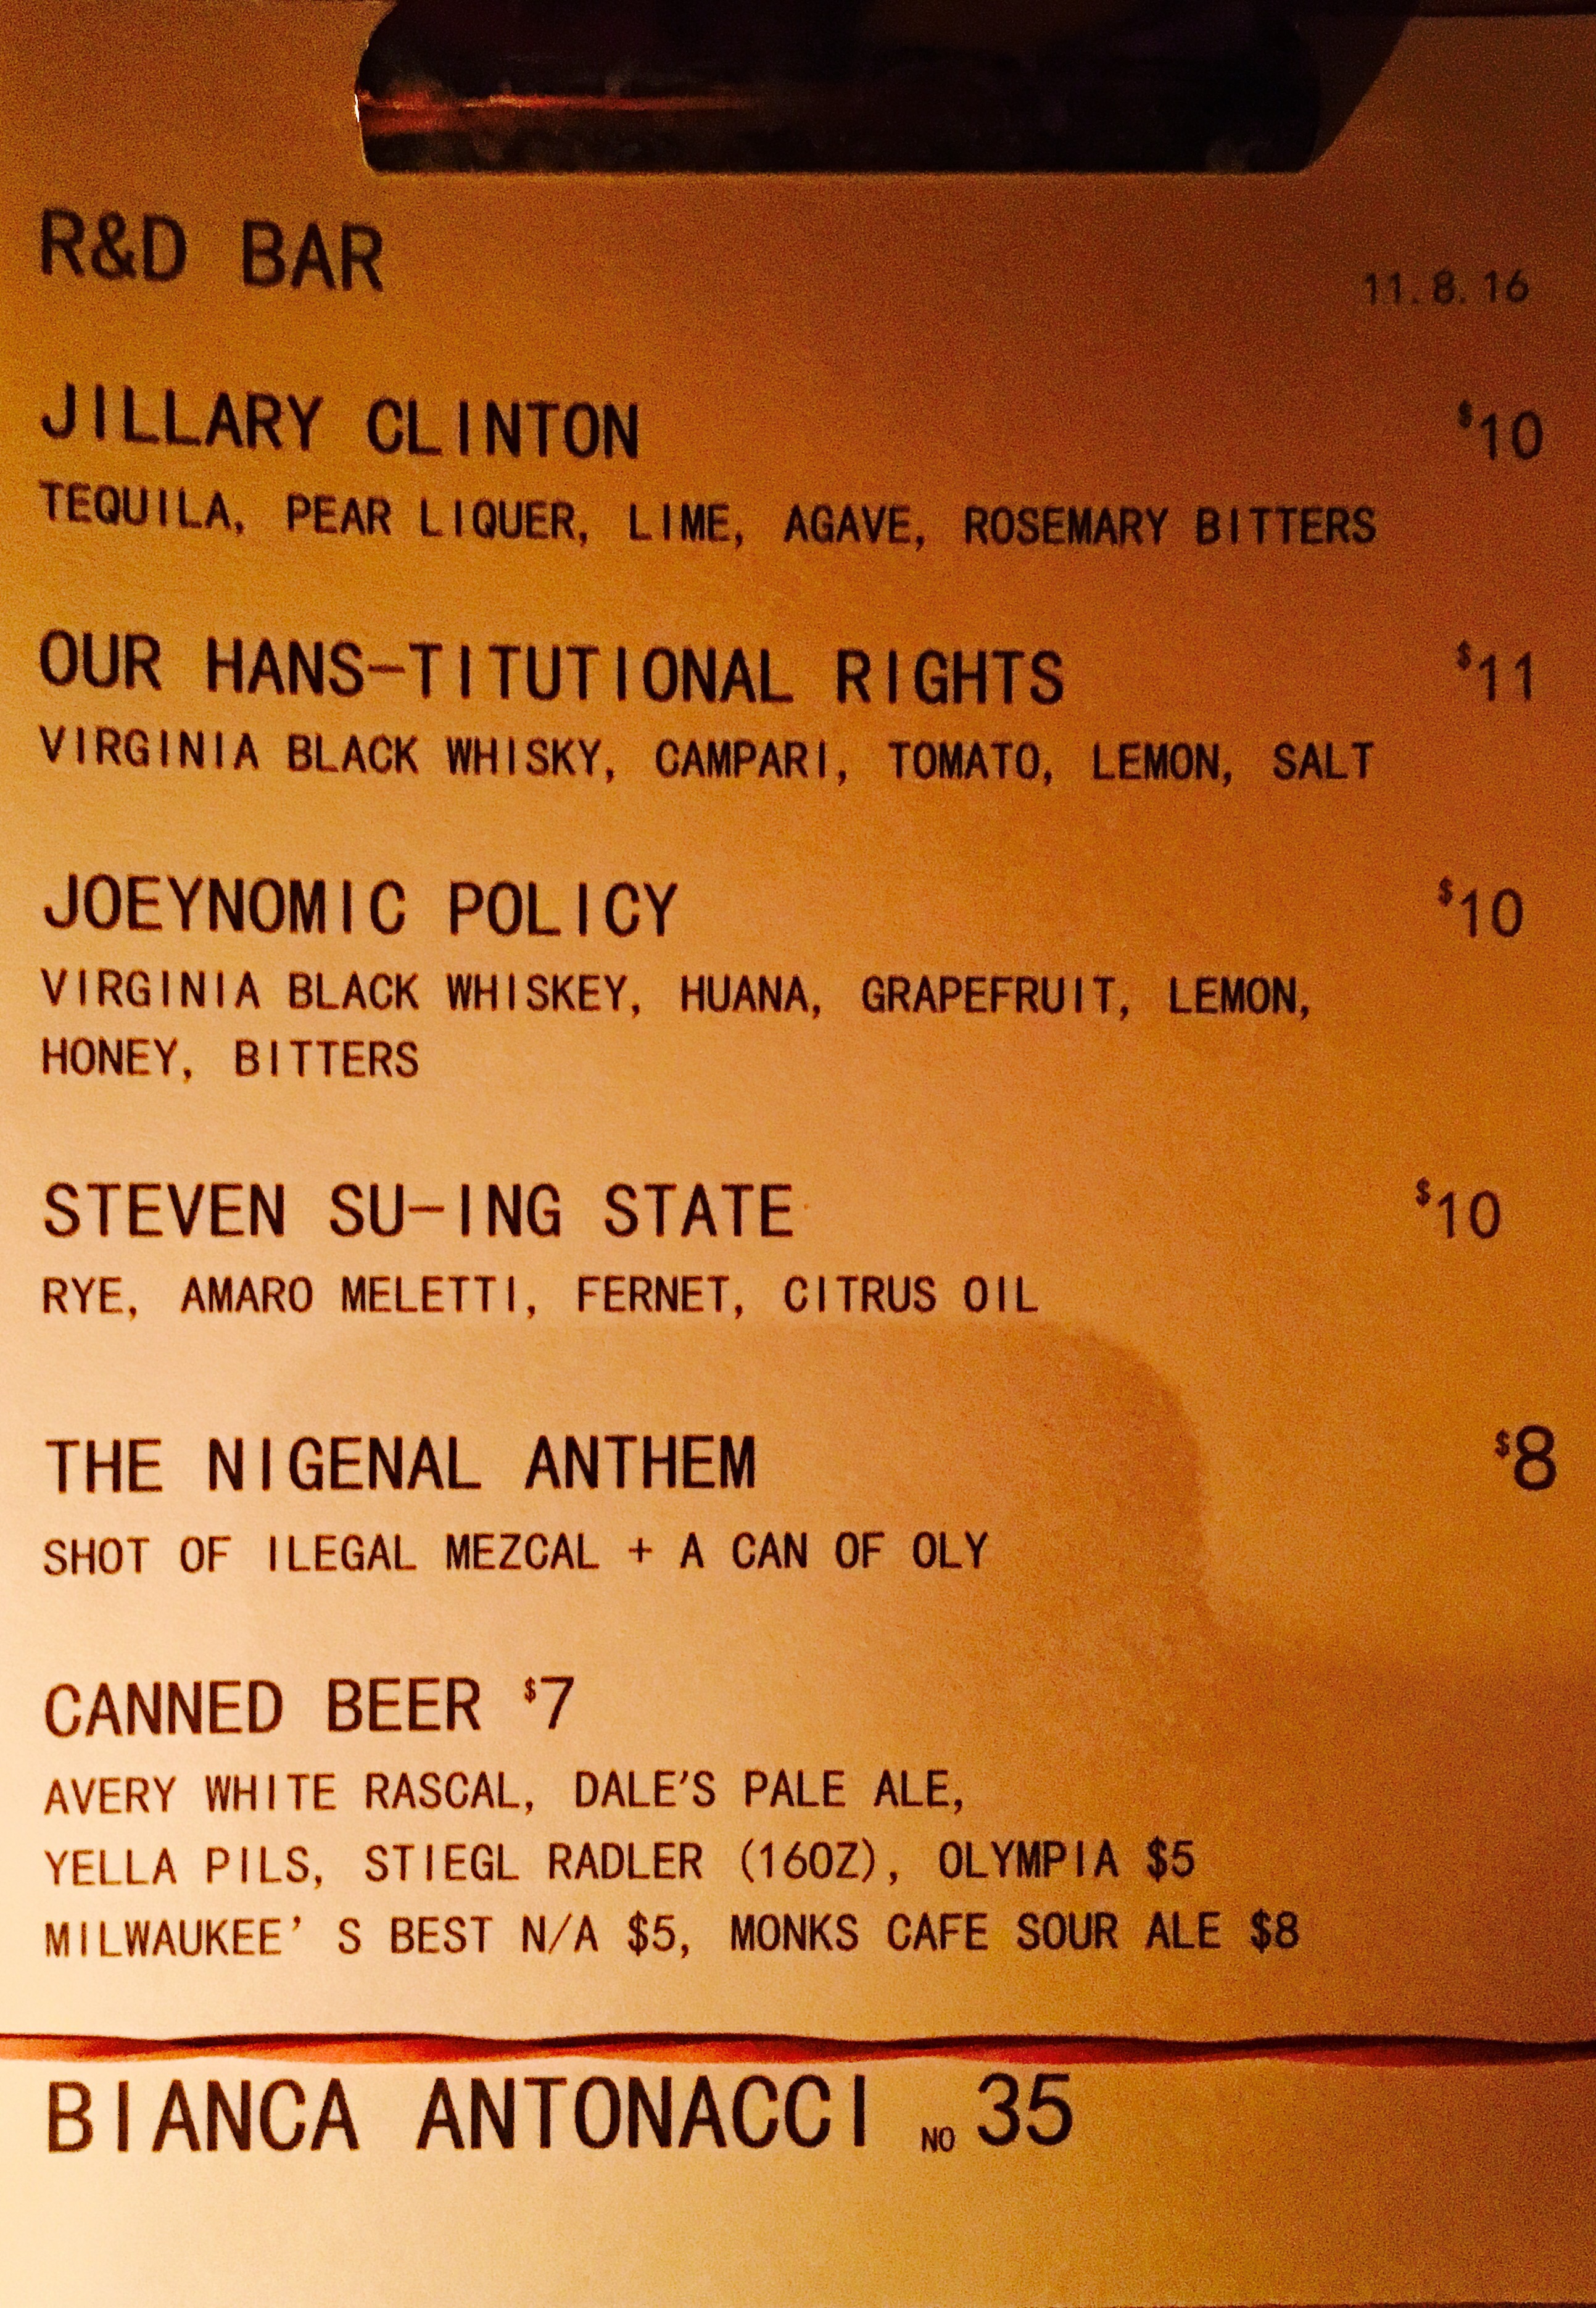 R&D BAR
11.8.16
JILLARY CLINTON $10
TEQUILA, PEAR LIQUER, LIME, AGAVE, ROSEMARY BITTERS
OUR HANS-TITUTIONAL RIGHTS $11
VIRGINIA BLACK WHISKY, CAMPARI, TOMATO, LEMON, SALT
JOEYNOMIC POLICY $10
VIRGINIA BLACK WHISKEY, HUANA, GRAPEFRUIT, LEMON,
HONEY, BITTERS
STEVEN SU-ING STATE $10
RYE, AMARO MELETTI, FERNET, CITRUS OIL
THE NIGENAL ANTHEM $8
SHOT OF ILEGAL MEZCAL + A CAN OF OLY
CANNED BEER $7
AVERY WHITE RASCAL, DALE'S PALE ALE,
YELLA PILS, STIEGL RADLER (16OZ), OLYMPIA $5
MILWAUKEE' S BEST N/A $5, MONKS CAFE SOUR ALE $8
BIANCA ANTONACCI NO 35